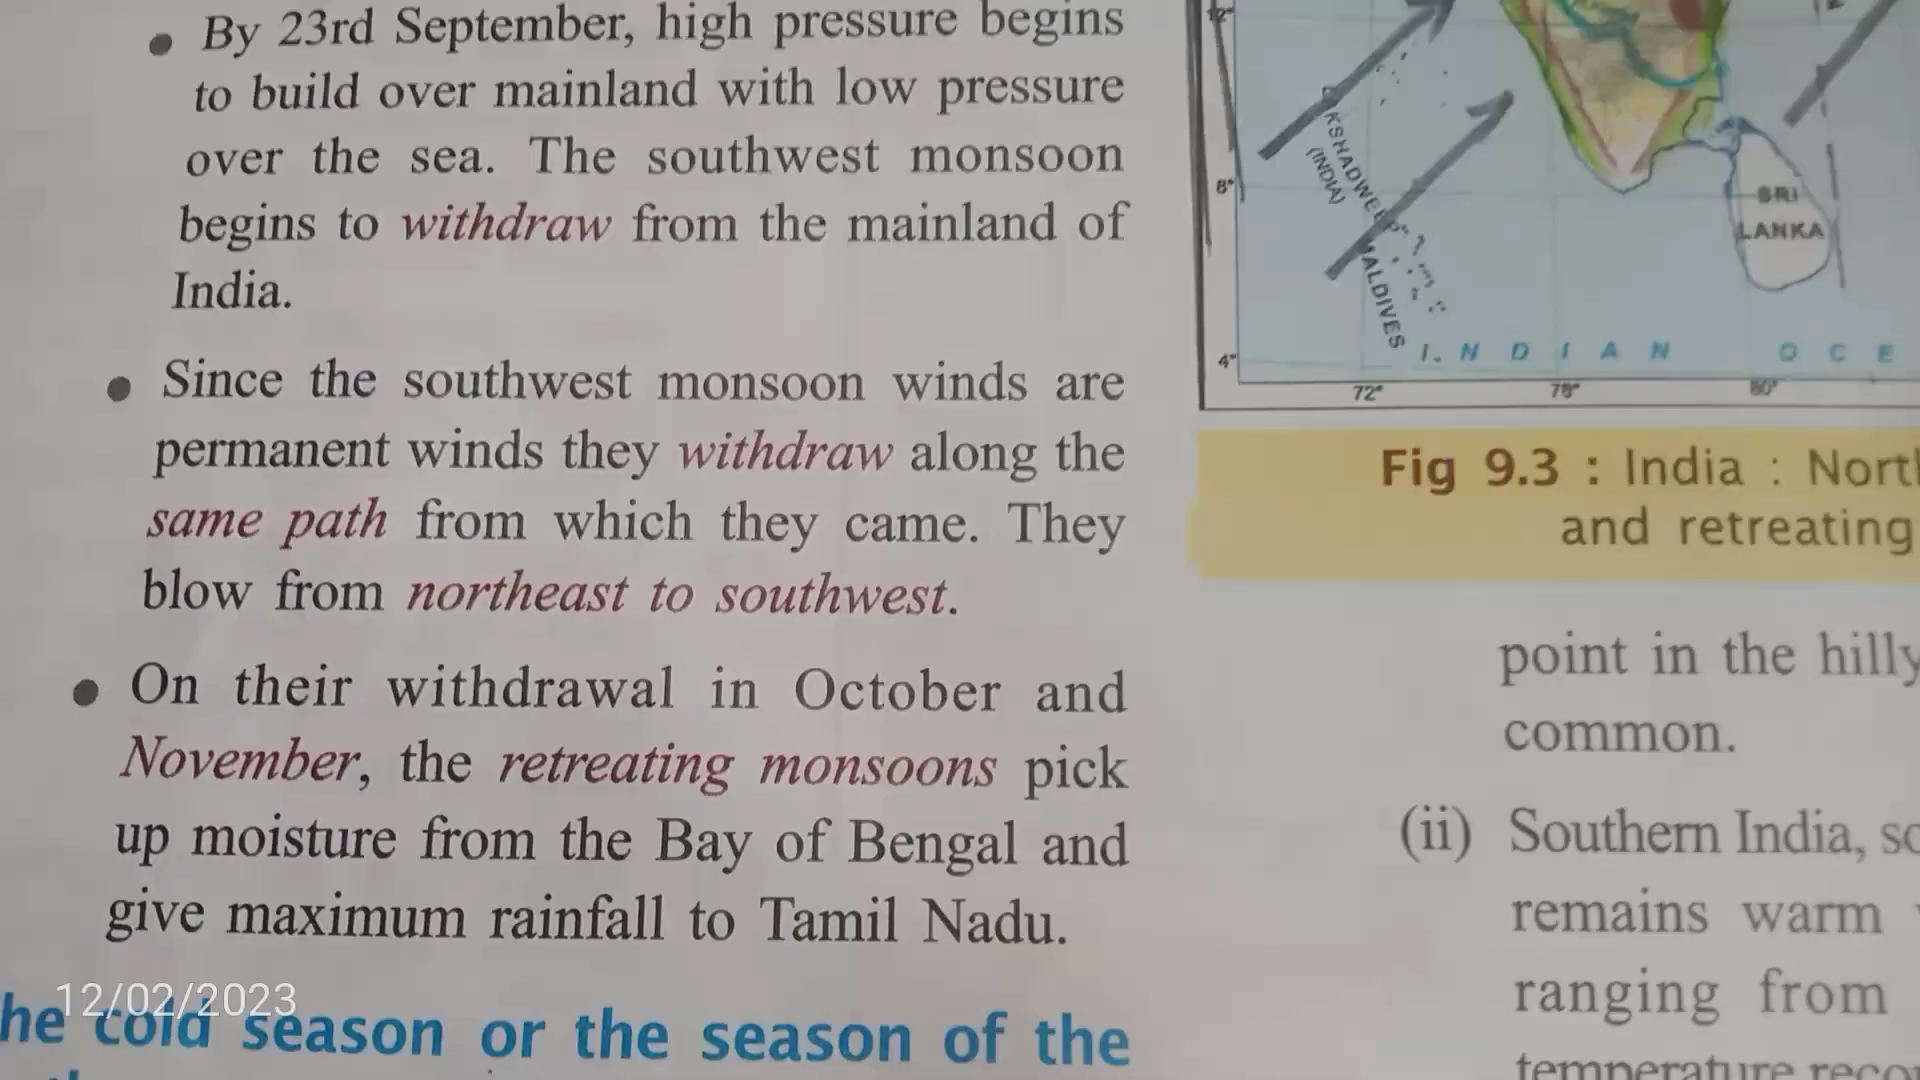 By 23rd September, high pressure begins
to build over mainland with low pressure
over the sea. The southwest monsoon
begins to withdraw from the mainland of
India.
Since the southwest monsoon winds are
permanent winds they withdraw along the
same path from which they came. They
blow from northeast to southwest.
On their withdrawal in October and
November, the retreating monsoons pick
up moisture from the Bay of Bengal and
give maximum rainfall to Tamil Nadu.
12/02/2023
he cold season or the season of the
12°
8°
4°
KSHADWEEP
(INDIA)
MALDIVES
SRI
LANKA
I N D I A N O C E
72°
76°
80°
Fig 9.3 : India : Nort
and retreating
point in the hilly
common.
(ii) Southern India, so
remains warm
ranging from
temperature reco